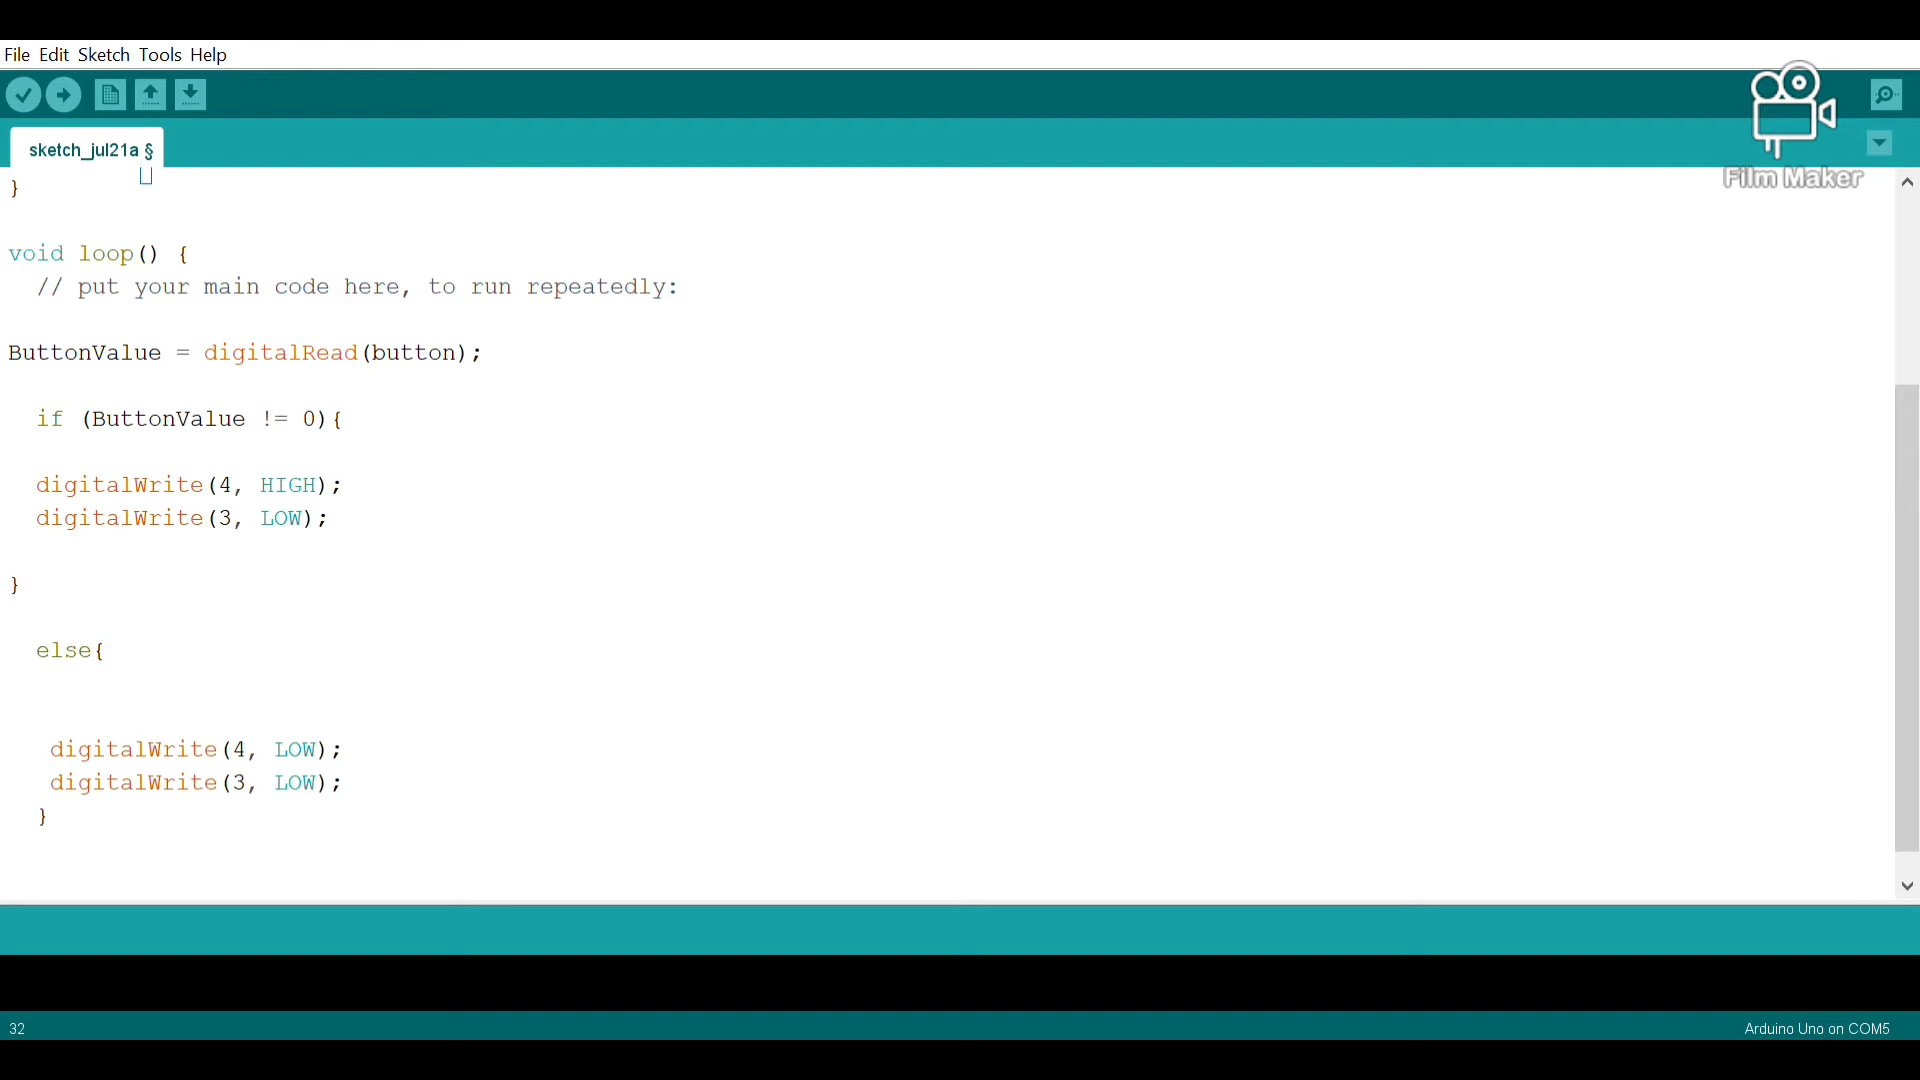 File Edit Sketch Tools Help
Film Maker
sketch_jul21a §
}
void loop() {
// put your main code here, to run repeatedly:
ButtonValue = digitalRead(button);
if (ButtonValue != 0){
digitalWrite(4, HIGH);
digitalWrite(3, LOW);
}
else{
digitalWrite(4, LOW);
digitalWrite(3, LOW);
}
32
Arduino Uno on COM5